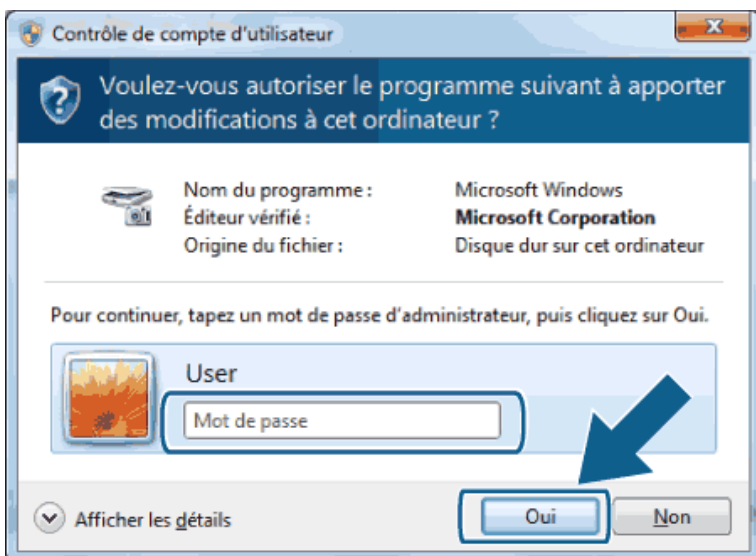 Contrôle de compte d'utilisateur
Voulez-vous autoriser le programme suivant à apporter
des modifications à cet ordinateur ?
Nom du programme : Microsoft Windows
Éditeur vérifié : Microsoft Corporation
Origine du fichier : Disque dur sur cet ordinateur
Pour continuer, tapez un mot de passe d'administrateur, puis cliquez sur Oui.
User
Mot de passe
Afficher les détails Oui Non